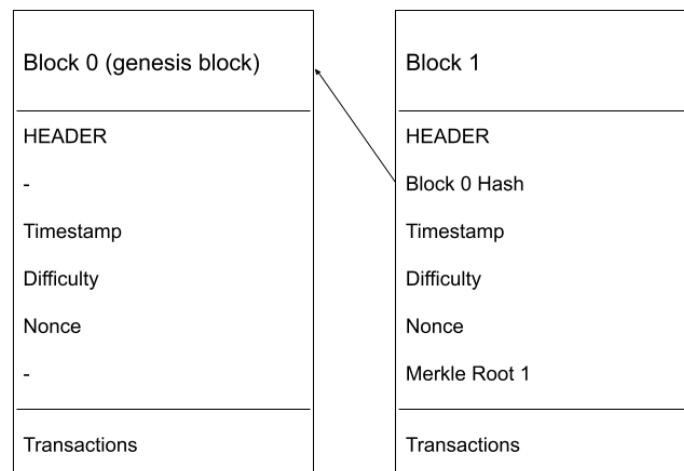 Block 0 (genesis block)
HEADER
-
Timestamp
Difficulty
Nonce
-
Transactions
Block 1
HEADER
Block 0 Hash
Timestamp
Difficulty
Nonce
Merkle Root 1
Transactions